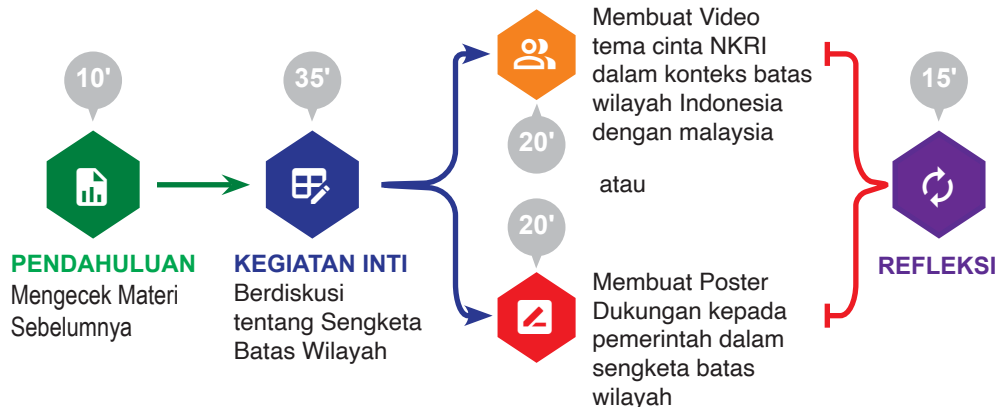 10'
PENDAHULUAN
Mengecek Materi
Sebelumnya
35'
KEGIATAN INTI
Berdiskusi
tentang Sengketa
Batas Wilayah
20'
Membuat Video
tema cinta NKRI
dalam konteks batas
wilayah Indonesia
dengan malaysia
atau
20'
Membuat Poster
Dukungan kepada
pemerintah dalam
sengketa batas
wilayah
15'
REFLEKSI